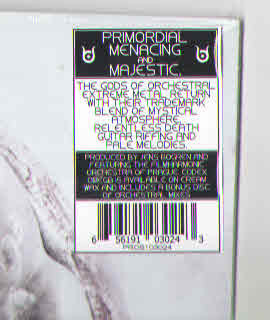 PRIMORDIAL
MENACING
AND
MAJESTIC.
THE GODS OF ORCHESTRAL
EXTREME METAL RETURN
WITH THEIR TRADEMARK
BLEND OF MYSTICAL
ATMOSPHERE,
RELENTLESS DEATH
GUITAR RIFFING AND
PALE MELODIES.
PRODUCED BY JENS BOGREN AND
FEATURING THE FILMHARMONIC
ORCHESTRA OF PRAGUE CODEX
OMEGA IS AVAILABLE ON CREAM
WAX AND INCLUDES A BONUS DISC
OF ORCHESTRAL MIXES
6 56191 03024 3
PROS103024